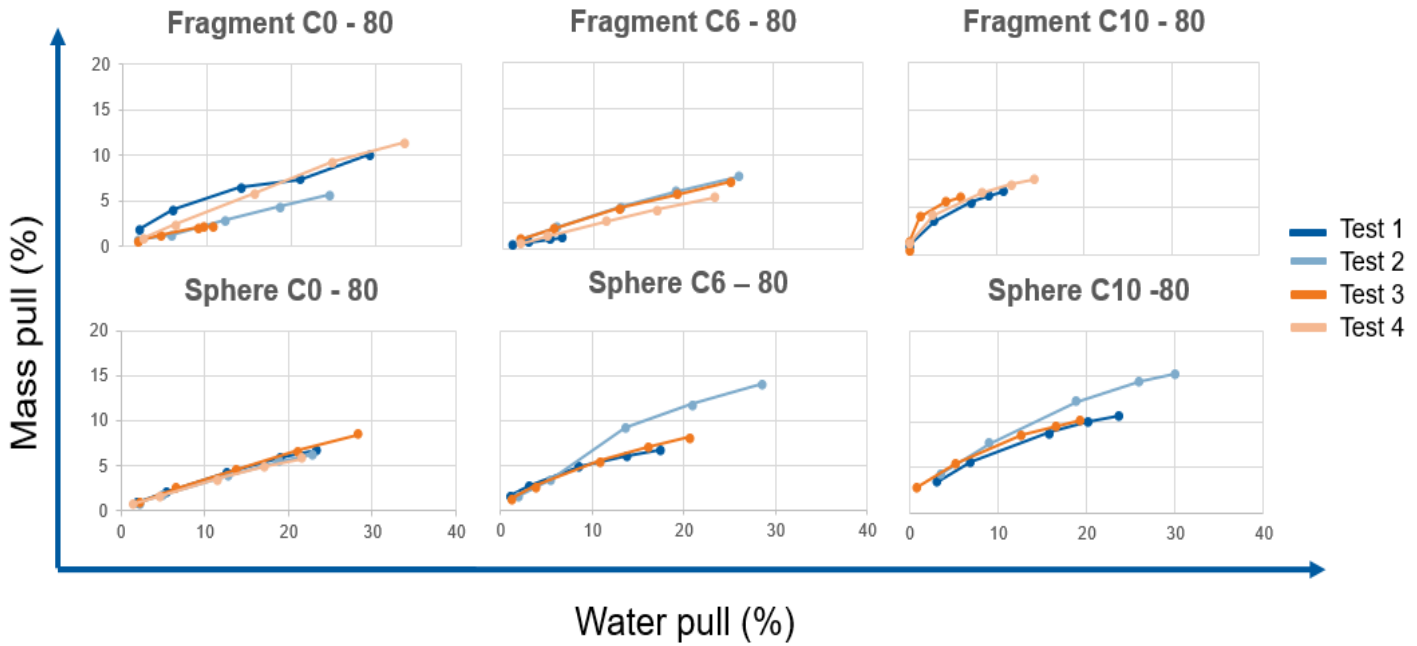 Fragment C0 - 80
Fragment C6 - 80
Fragment C10 - 80
20
15
10
5
0
Sphere C0 - 80
Sphere C6 – 80
Sphere C10 -80
20
15
10
5
0
0 10 20 30 40
0 10 20 30 40
0 10 20 30 40
Mass pull (%)
Water pull (%)
Test 1
Test 2
Test 3
Test 4